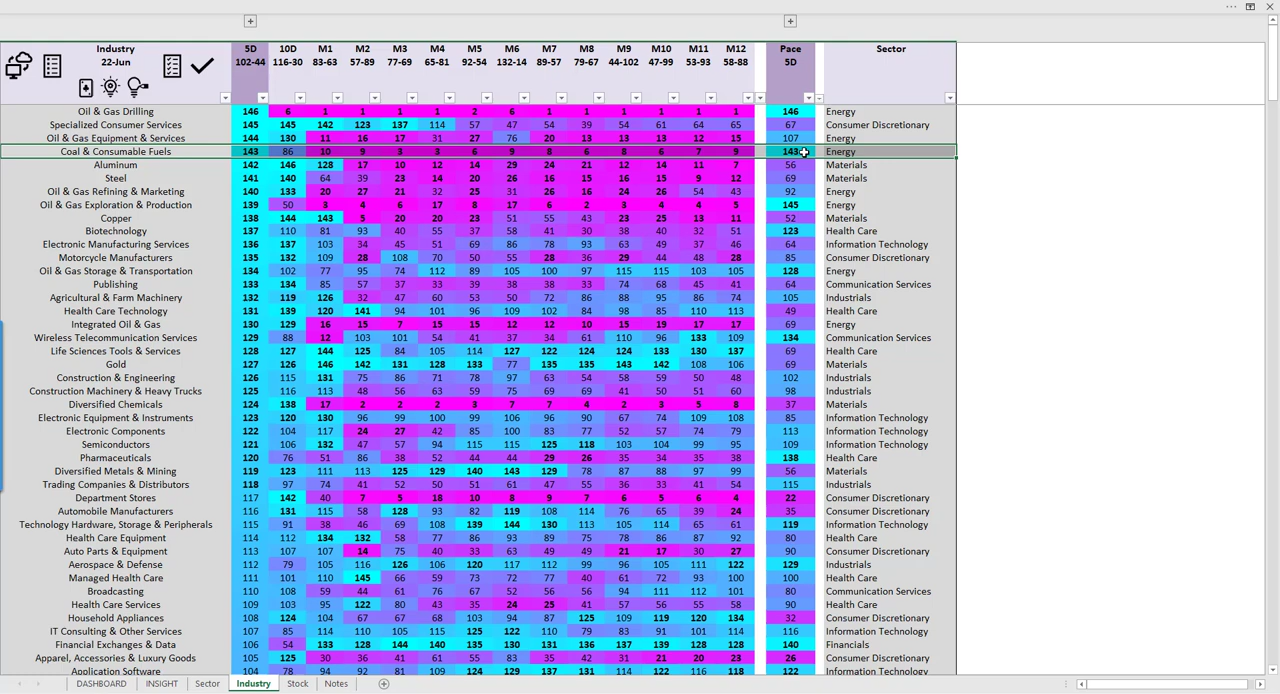 Industry 5D 10D M1 M2 M3 M4 M5 M6 M7 M8 M9 M10 M11 M12 Pace Sector
22-Jun 102-44 116-30 83-63 57-89 77-69 65-81 92-54 132-14 89-57 79-67 44-102 47-99 53-93 58-88 5D
Oil & Gas Drilling 146 6 1 1 1 1 2 6 1 1 1 1 1 1 146 Energy
Specialized Consumer Services 145 145 142 123 137 114 57 47 54 39 54 61 64 65 67 Consumer Discretionary
Oil & Gas Equipment & Services 144 130 11 16 17 31 27 76 20 13 13 13 12 15 107 Energy
Coal & Consumable Fuels 143 86 10 9 3 3 6 9 8 6 8 6 7 9 143 Energy
Aluminum 142 146 128 17 10 12 14 29 24 21 12 14 11 7 56 Materials
Steel 141 140 64 39 23 14 20 26 16 15 16 15 9 12 69 Materials
Oil & Gas Refining & Marketing 140 133 20 27 21 32 25 31 26 16 24 26 54 43 92 Energy
Oil & Gas Exploration & Production 139 50 3 4 6 17 8 17 6 2 3 4 4 5 145 Energy
Copper 138 144 143 5 20 20 23 51 55 43 23 25 13 11 52 Materials
Biotechnology 137 110 81 93 40 55 37 58 41 30 38 40 32 51 123 Health Care
Electronic Manufacturing Services 136 137 103 34 45 51 69 86 78 93 63 49 37 46 64 Information Technology
Motorcycle Manufacturers 135 132 109 28 108 70 50 55 28 36 29 44 48 28 85 Consumer Discretionary
Oil & Gas Storage & Transportation 134 102 77 95 74 112 89 105 100 97 115 115 103 105 128 Energy
Publishing 133 134 85 57 37 33 39 38 38 33 74 68 45 41 64 Communication Services
Agricultural & Farm Machinery 132 119 126 32 47 60 53 50 72 86 88 95 86 74 105 Industrials
Health Care Technology 131 139 120 141 94 101 96 109 102 84 98 85 110 113 49 Health Care
Integrated Oil & Gas 130 129 16 15 7 15 15 12 12 10 15 19 17 17 69 Energy
Wireless Telecommunication Services 129 88 12 103 101 54 41 37 34 61 110 96 133 109 134 Communication Services
Life Sciences Tools & Services 128 127 144 125 84 105 114 127 122 124 124 133 130 137 69 Health Care
Gold 127 126 146 142 131 128 133 77 135 135 143 142 108 106 69 Materials
Construction & Engineering 126 115 131 75 86 71 78 97 63 54 58 59 50 48 102 Industrials
Construction Machinery & Heavy Trucks 125 116 113 48 56 63 59 75 69 69 41 50 51 60 98 Industrials
Diversified Chemicals 124 138 17 2 2 2 3 7 7 4 2 3 5 8 37 Materials
Electronic Equipment & Instruments 123 120 130 96 99 100 99 106 96 90 67 74 109 108 85 Information Technology
Electronic Components 122 104 117 24 27 42 85 100 83 77 52 57 74 79 113 Information Technology
Semiconductors 121 106 132 47 57 94 115 115 125 118 103 104 99 95 109 Information Technology
Pharmaceuticals 120 76 51 86 38 52 44 44 29 26 35 34 35 38 138 Health Care
Diversified Metals & Mining 119 123 111 113 125 129 140 143 129 78 87 88 97 99 56 Materials
Trading Companies & Distributors 118 97 74 41 52 50 51 61 47 55 36 33 41 54 115 Industrials
Department Stores 117 142 40 7 5 18 10 8 9 7 6 5 6 4 22 Consumer Discretionary
Automobile Manufacturers 116 131 115 58 128 93 82 119 108 114 76 65 39 24 35 Consumer Discretionary
Technology Hardware, Storage & Peripherals 115 91 38 46 69 108 139 144 130 113 105 114 65 61 119 Information Technology
Health Care Equipment 114 112 134 132 58 77 86 93 89 75 78 86 87 92 80 Health Care
Auto Parts & Equipment 113 107 107 14 75 40 33 63 49 49 21 17 30 27 90 Consumer Discretionary
Aerospace & Defense 112 79 105 116 126 106 120 117 112 99 96 105 111 122 129 Industrials
Managed Health Care 111 101 110 145 66 59 73 72 77 40 61 72 93 100 100 Health Care
Broadcasting 110 108 59 44 61 76 67 52 56 56 94 111 112 101 80 Communication Services
Health Care Services 109 103 95 122 80 43 35 24 25 41 57 56 55 58 90 Health Care
Household Appliances 108 124 104 67 67 68 103 94 87 125 109 119 120 134 32 Consumer Discretionary
IT Consulting & Other Services 107 85 114 110 105 115 125 122 110 79 83 91 101 114 116 Information Technology
Financial Exchanges & Data 106 54 133 128 144 140 135 130 131 136 137 139 128 128 140 Financials
Apparel, Accessories & Luxury Goods 105 125 30 36 41 61 55 83 35 42 31 21 20 23 26 Consumer Discretionary
Application Software 104 78 94 92 81 91 124 129 137 131 114 122 116 118 122 Information Technology
DASHBOARD INSIGHT Sector Industry Stock Notes